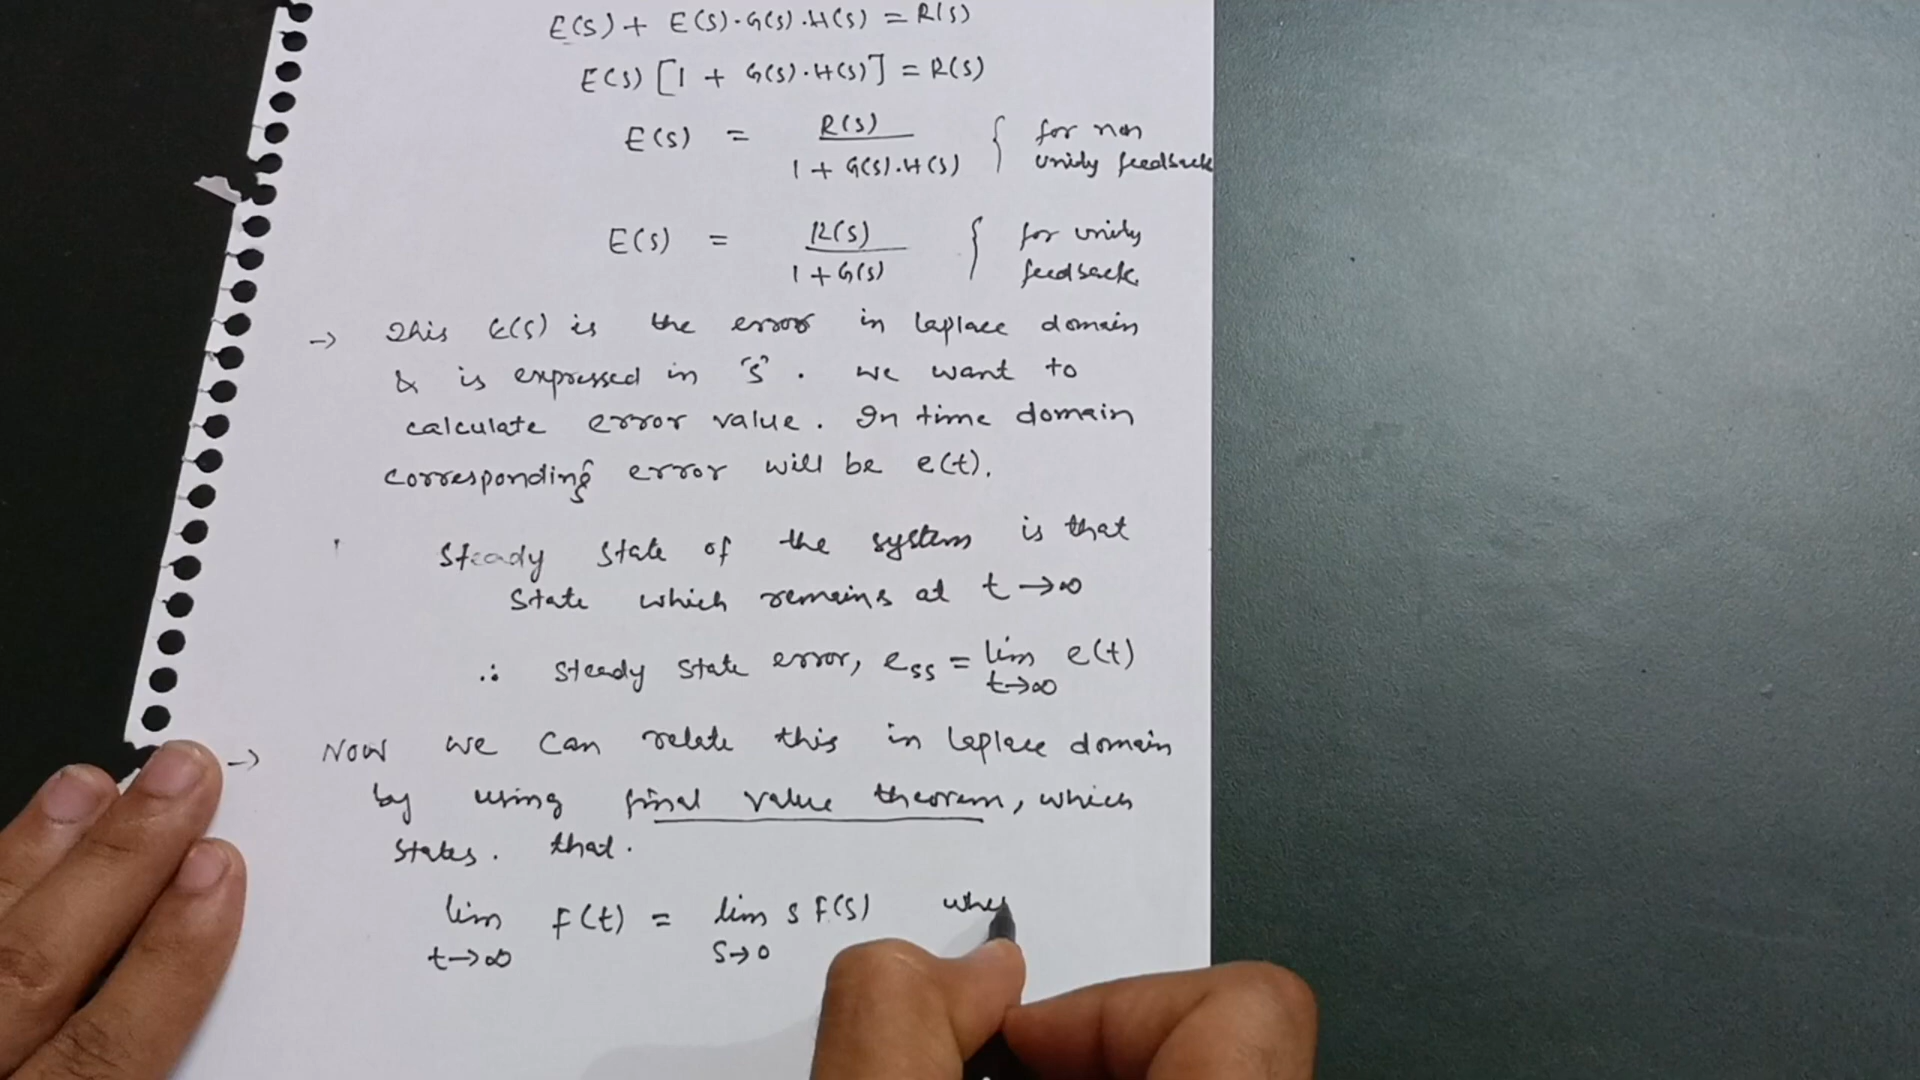 E(s) + E(s)·G(s)·H(s) = R(s)
E(s) [1 + G(s)·H(s)] = R(s)
E(s) = R(s) / 1 + G(s).H(s) { for non unity feedback
E(s) = R(s) / 1 + G(s) } for unity feedback
→ This E(s) is the error in laplace domain
& is expressed in 's'. we want to
calculate error value. In time domain
corresponding error will be e(t).
Steady state of the system is that
state which remains at t → ∞
∴ steady state error, ess = lim t→∞ e(t)
→ Now we can relate this in laplace domain
by using final value theorem, which
states. that.
lim t→∞ F(t) = lim s→0 s F(s) whe